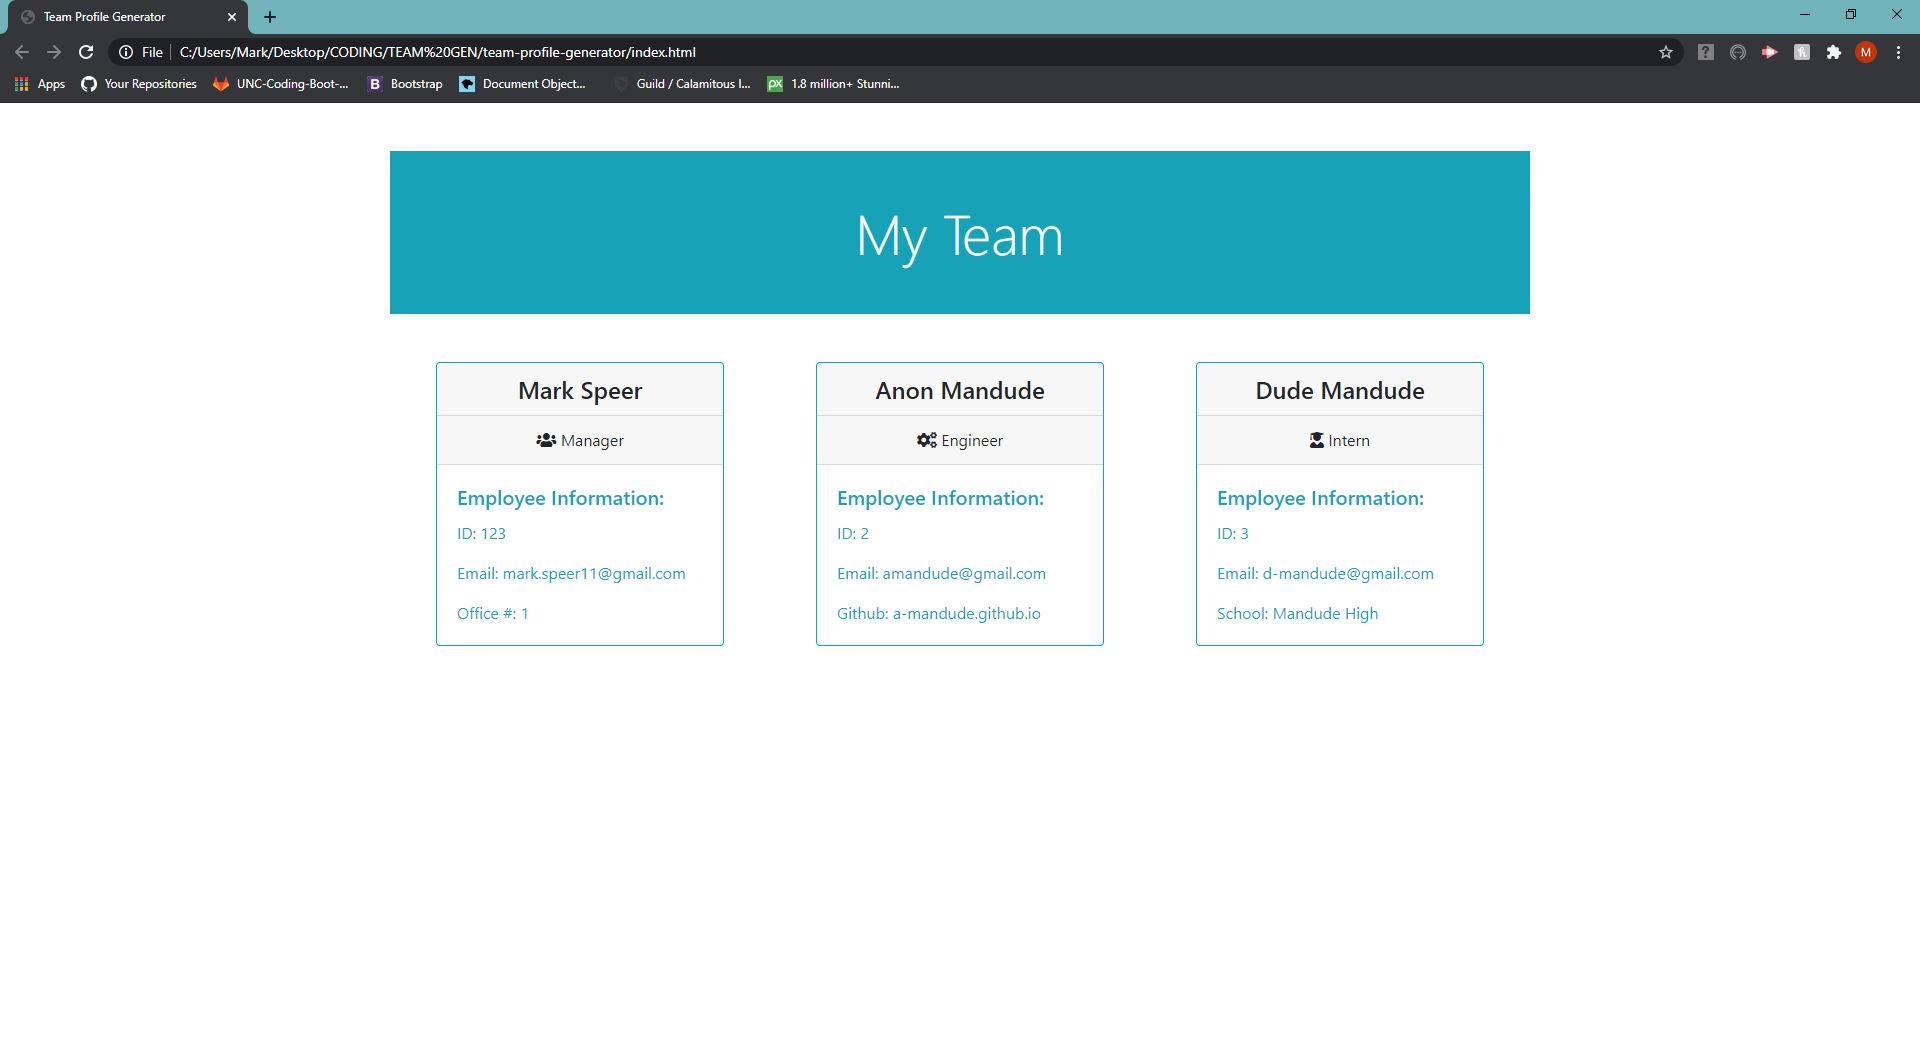 Team Profile Generator
File C:/Users/Mark/Desktop/CODING/TEAM%20GEN/team-profile-generator/index.html
M
Apps Your Repositories UNC-Coding-Boot-... B Bootstrap Document Object... Guild / Calamitous I... px 1.8 million+ Stunni...
My Team
Mark Speer
Manager
Employee Information:
ID: 123
Email: mark.speer11@gmail.com
Office #: 1
Anon Mandude
Engineer
Employee Information:
ID: 2
Email: amandude@gmail.com
Github: a-mandude.github.io
Dude Mandude
Intern
Employee Information:
ID: 3
Email: d-mandude@gmail.com
School: Mandude High